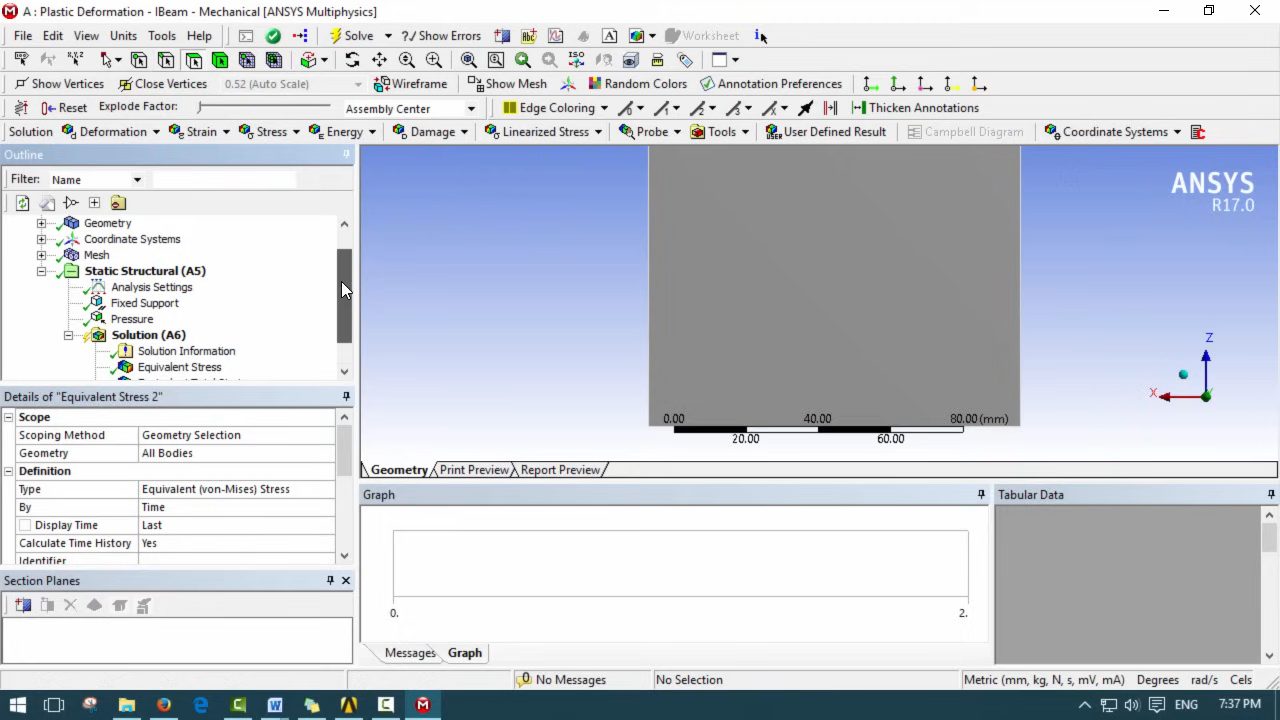 A : Plastic Deformation - IBeam - Mechanical [ANSYS Multiphysics]
File Edit View Units Tools Help Solve ?/ Show Errors Worksheet
Show Vertices Close Vertices 0.52 (Auto Scale) Wireframe Show Mesh Random Colors Annotation Preferences
Reset Explode Factor: Assembly Center Edge Coloring Thicken Annotations
Solution Deformation Strain Stress Energy Damage Linearized Stress Probe Tools User Defined Result Campbell Diagram Coordinate Systems
Outline
Filter: Name
Geometry
Coordinate Systems
Mesh
Static Structural (A5)
Analysis Settings
Fixed Support
Pressure
Solution (A6)
Solution Information
Equivalent Stress
Details of "Equivalent Stress 2"
Scope
Scoping Method Geometry Selection
Geometry All Bodies
Definition
Type Equivalent (von-Mises) Stress
By Time
Display Time Last
Calculate Time History Yes
Identifier
Section Planes
ANSYS
R17.0
Z
X
0.00 40.00 80.00 (mm)
20.00 60.00
Geometry Print Preview Report Preview
Graph
0. 2.
Messages Graph
Tabular Data
0 No Messages No Selection Metric (mm, kg, N, s, mV, mA) Degrees rad/s Cels
ENG 7:37 PM